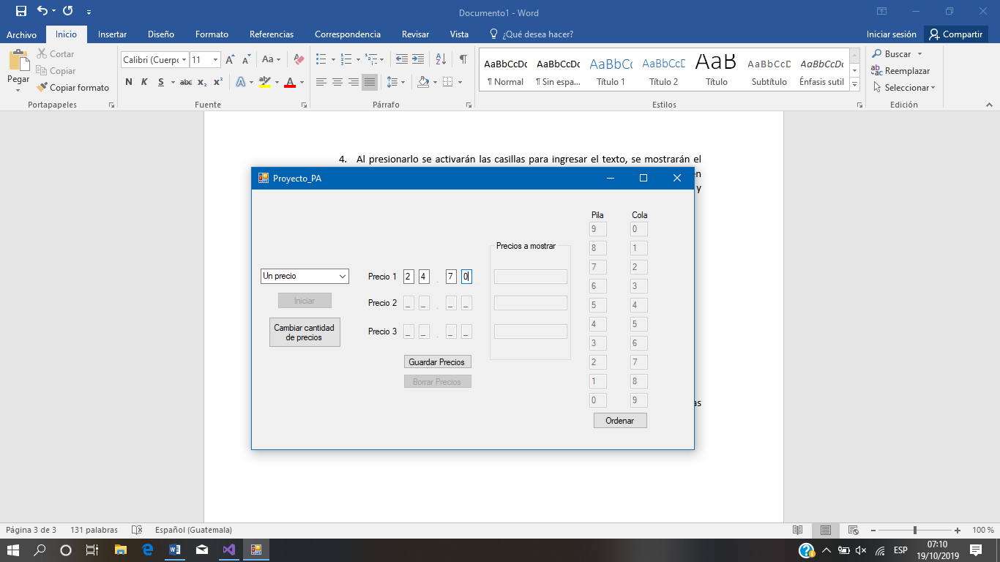 Documento1 - Word
Archivo Inicio Insertar Diseño Formato Referencias Correspondencia Revisar Vista ¿Qué desea hacer? Iniciar sesión Compartir
Pegar
Cortar
Copiar
Copiar formato
Portapapeles
Calibri (Cuerp 11 A A Aa
N K S abc x₂ x² A ab A
Fuente
Párrafo
AaBbCcDc AaBbCcDc AaBbCc AaBbCcD AaB AaBbCcD AaBbCcDc
¶ Normal ¶ Sin espa... Título 1 Título 2 Título Subtítulo Énfasis sutil
Estilos
Buscar
Reemplazar
Seleccionar
Edición
4. Al presionarlo se activarán las casillas para ingresar el texto, se mostrarán el
en
y
as
Proyecto_PA
Un precio
Iniciar
Cambiar cantidad
de precios
Precio 1 2 4 . 7 0
Precio 2 _ _ . _ _
Precio 3 _ _ . _ _
Guardar Precios
Borrar Precios
Precios a mostrar
Pila Cola
9 0
8 1
7 2
6 3
5 4
4 5
3 6
2 7
1 8
0 9
Ordenar
Página 3 de 3 131 palabras Español (Guatemala) 100 %
ESP
07:10
19/10/2019